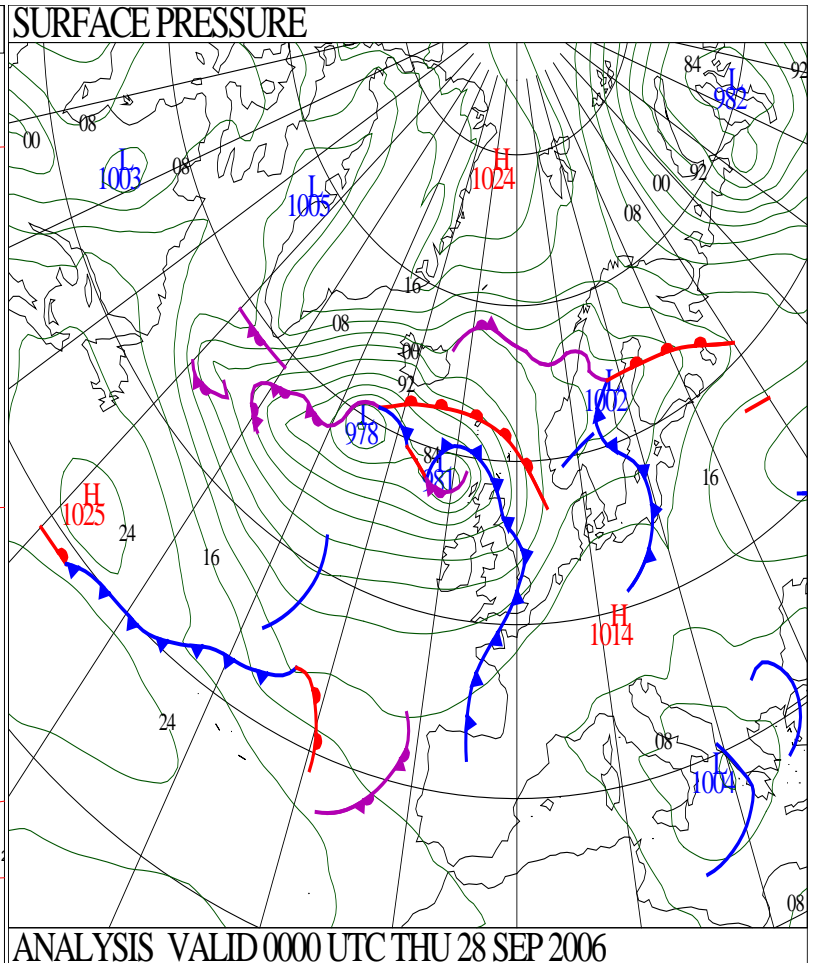 SURFACE PRESSURE
84
92
L
982
00
08
L
1003
08
H
1024
92
00
L
1005
08
16
08
00
92
L
1002
L
978
84
L
981
16
H
1025
24
16
H
1014
24
08
L
1004
08
ANALYSIS VALID 0000 UTC THU 28 SEP 2006